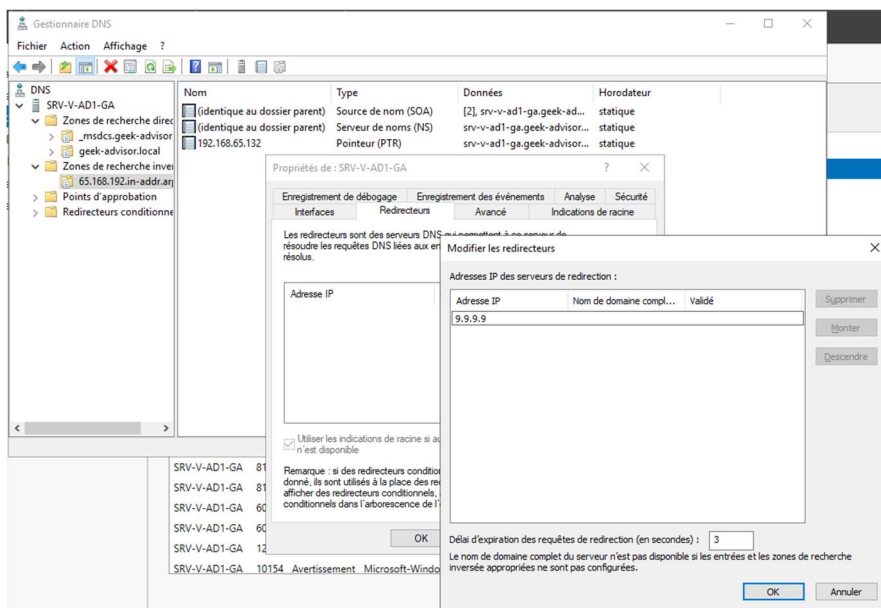 Gestionnaire DNS
Fichier Action Affichage ?
DNS
SRV-V-AD1-GA
Zones de recherche direc
_msdcs.geek-advisor
geek-advisor.local
Zones de recherche inve
65.168.192.in-addr.arp
Points d'approbation
Redirecteurs conditionne
Nom Type Données Horodateur
(identique au dossier parent) Source de nom (SOA) [2], srv-v-ad1-ga.geek-ad... statique
(identique au dossier parent) Serveur de noms (NS) srv-v-ad1-ga.geek-advisor... statique
192.168.65.132 Pointeur (PTR) srv-v-ad1-ga.geek-advisor... statique
Propriétés de : SRV-V-AD1-GA ?
Enregistrement de débogage Enregistrement des événements Analyse Sécurité
Interfaces Redirecteurs Avancé Indications de racine
Les redirecteurs sont des serveurs DNS qui permettent à ce serveur de
résoudre les requêtes DNS liées aux en
résolus.
Adresse IP
Utiliser les indications de racine si au
n'est disponible
Remarque : si des redirecteurs condition
donné, ils sont utilisés à la place des re
afficher des redirecteurs conditionnels,
conditionnels dans l'arborescence de l'
OK
Modifier les redirecteurs
Adresses IP des serveurs de redirection :
Adresse IP Nom de domaine compl... Validé
9.9.9.9
Supprimer
Monter
Descendre
Délai d'expiration des requêtes de redirection (en secondes) : 3
Le nom de domaine complet du serveur n'est pas disponible si les entrées et les zones de recherche
inversée appropriées ne sont pas configurées.
OK Annuler
SRV-V-AD1-GA 81
SRV-V-AD1-GA 81
SRV-V-AD1-GA 60
SRV-V-AD1-GA 60
SRV-V-AD1-GA 12
SRV-V-AD1-GA 10154 Avertissement Microsoft-Windo